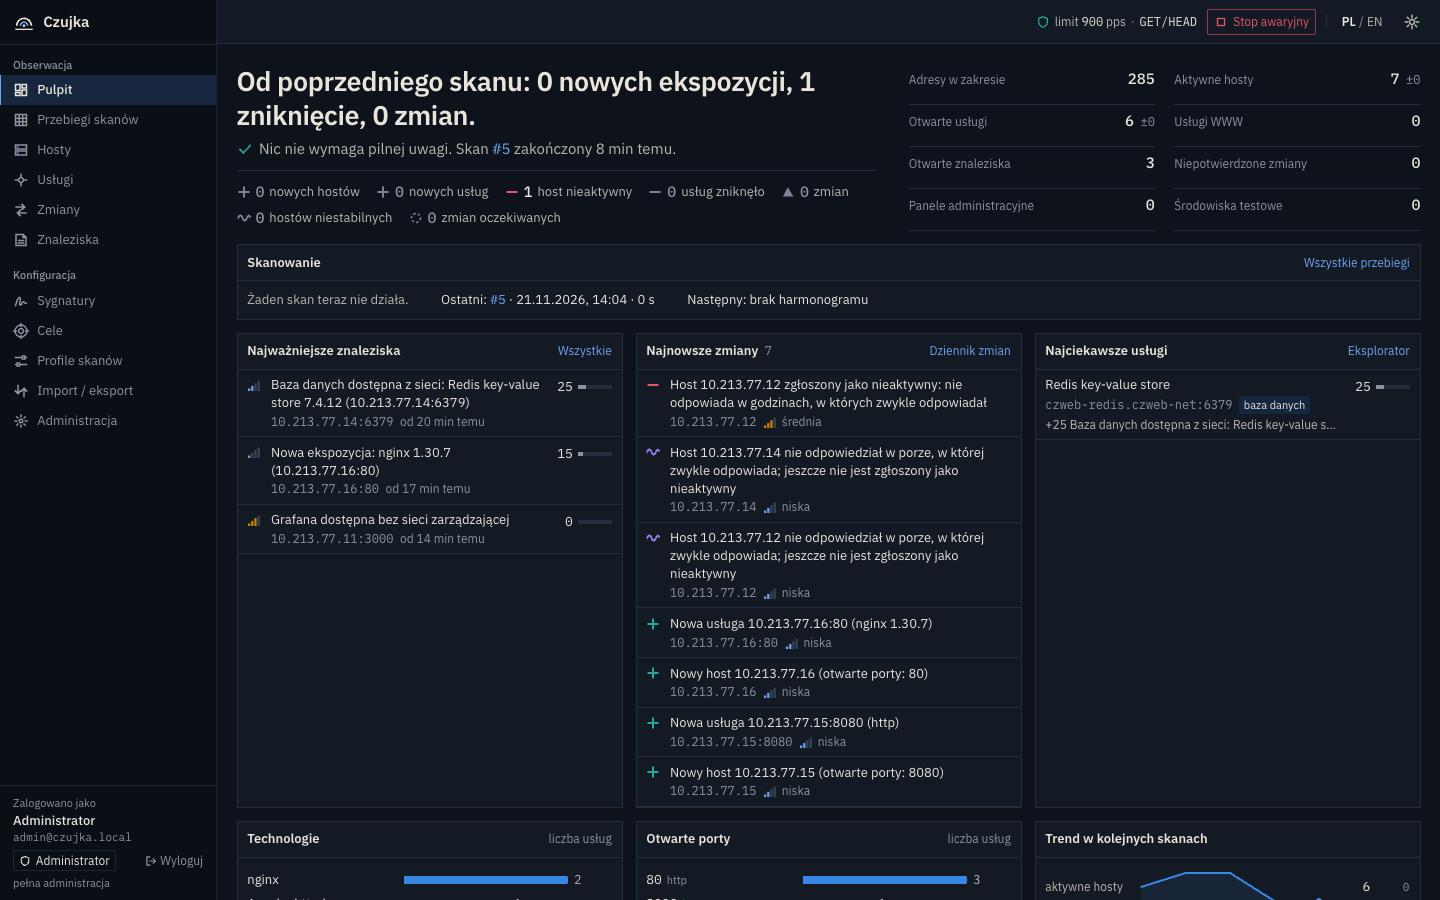 Czujka
limit 900 pps · GET/HEAD
Stop awaryjny
PL / EN
Obserwacja
Pulpit
Przebiegi skanów
Hosty
Usługi
Zmiany
Znaleziska
Konfiguracja
Sygnatury
Cele
Profile skanów
Import / eksport
Administracja
Zalogowano jako
Administrator
admin@czujka.local
Administrator
Wyloguj
pełna administracja
Od poprzedniego skanu: 0 nowych ekspozycji, 1
zniknięcie, 0 zmian.
Nic nie wymaga pilnej uwagi. Skan #5 zakończony 8 min temu.
0 nowych hostów
0 nowych usług
1 host nieaktywny
0 usług zniknęło
0 zmian
0 hostów niestabilnych
0 zmian oczekiwanych
Adresy w zakresie 285
Aktywne hosty 7 ±0
Otwarte usługi 6 ±0
Usługi WWW 0
Otwarte znaleziska 3
Niepotwierdzone zmiany 0
Panele administracyjne 0
Środowiska testowe 0
Skanowanie
Wszystkie przebiegi
Żaden skan teraz nie działa.
Ostatni: #5 · 21.11.2026, 14:04 · 0 s
Następny: brak harmonogramu
Najważniejsze znaleziska
Wszystkie
Baza danych dostępna z sieci: Redis key-value
store 7.4.12 (10.213.77.14:6379)
25
10.213.77.14:6379 od 20 min temu
Nowa ekspozycja: nginx 1.30.7
(10.213.77.16:80)
15
10.213.77.16:80 od 17 min temu
Grafana dostępna bez sieci zarządzającej
0
10.213.77.11:3000 od 14 min temu
Najnowsze zmiany 7
Dziennik zmian
Host 10.213.77.12 zgłoszony jako nieaktywny: nie
odpowiada w godzinach, w których zwykle odpowiadał
10.213.77.12 średnia
Host 10.213.77.14 nie odpowiedział w porze, w której
zwykle odpowiada; jeszcze nie jest zgłoszony jako
nieaktywny
10.213.77.14 niska
Host 10.213.77.12 nie odpowiedział w porze, w której
zwykle odpowiada; jeszcze nie jest zgłoszony jako
nieaktywny
10.213.77.12 niska
Nowa usługa 10.213.77.16:80 (nginx 1.30.7)
10.213.77.16:80 niska
Nowy host 10.213.77.16 (otwarte porty: 80)
10.213.77.16 niska
Nowa usługa 10.213.77.15:8080 (http)
10.213.77.15:8080 niska
Nowy host 10.213.77.15 (otwarte porty: 8080)
10.213.77.15 niska
Najciekawsze usługi
Eksplorator
Redis key-value store
25
czweb-redis.czweb-net:6379 baza danych
+25 Baza danych dostępna z sieci: Redis key-value s…
Technologie
liczba usług
nginx 2
Otwarte porty
liczba usług
80 http 3
Trend w kolejnych skanach
aktywne hosty 6 0